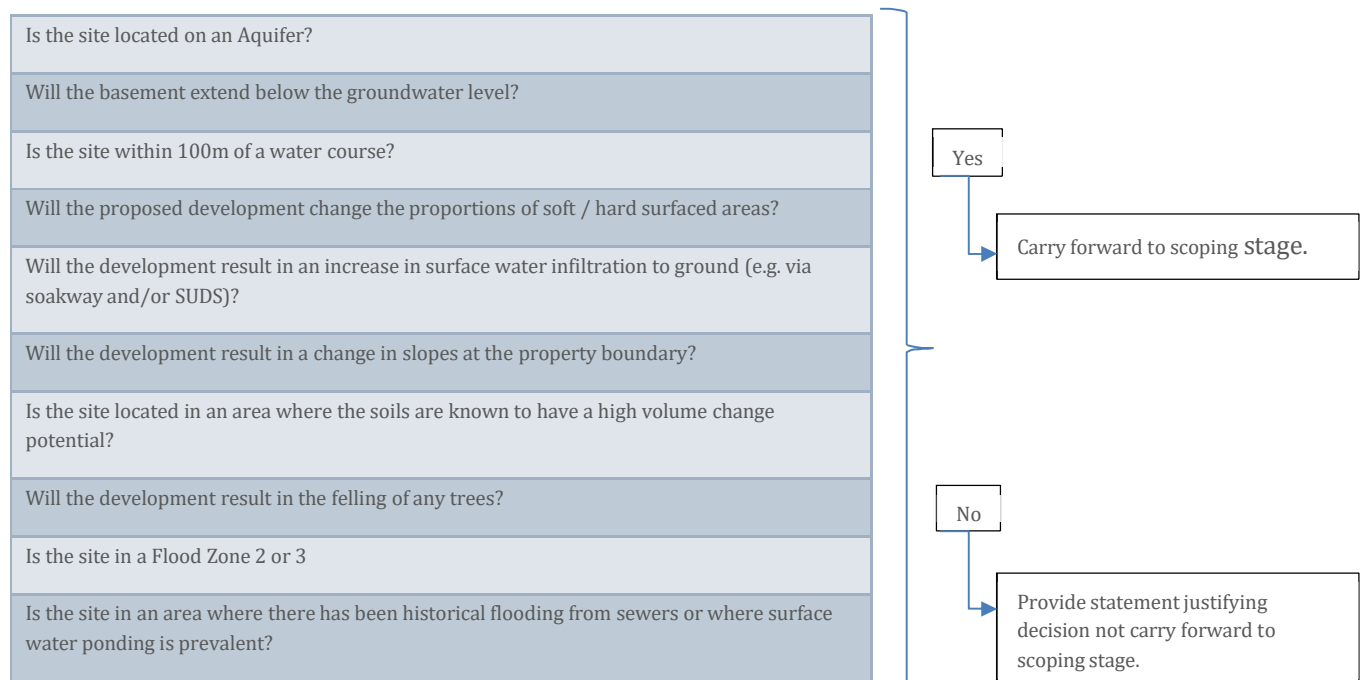 Is the site located on an Aquifer?
Will the basement extend below the groundwater level?
Is the site within 100m of a water course?
Will the proposed development change the proportions of soft / hard surfaced areas?
Will the development result in an increase in surface water infiltration to ground (e.g. via
soakway and/or SUDS)?
Will the development result in a change in slopes at the property boundary?
Is the site located in an area where the soils are known to have a high volume change
potential?
Will the development result in the felling of any trees?
Is the site in a Flood Zone 2 or 3
Is the site in an area where there has been historical flooding from sewers or where surface
water ponding is prevalent?
Yes
Carry forward to scoping stage.
No
Provide statement justifying
decision not carry forward to
scoping stage.